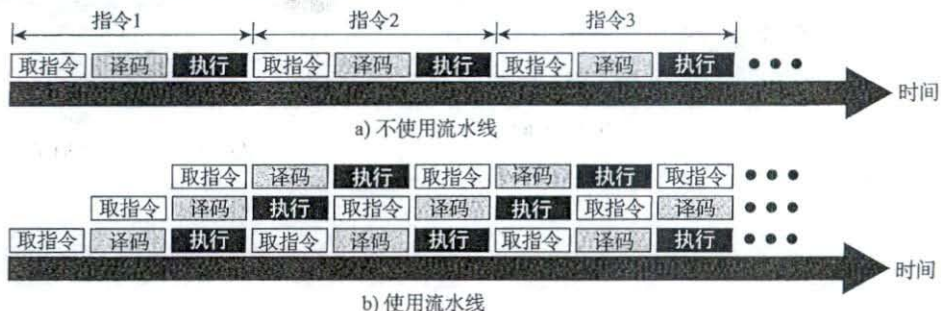 指令1 指令2 指令3
取指令 译码 执行 取指令 译码 执行 取指令 译码 执行
时间
a) 不使用流水线
取指令 译码 执行 取指令 译码 执行 取指令
取指令 译码 执行 取指令 译码 执行 取指令 译码
取指令 译码 执行 取指令 译码 执行 取指令 译码 执行
时间
b) 使用流水线